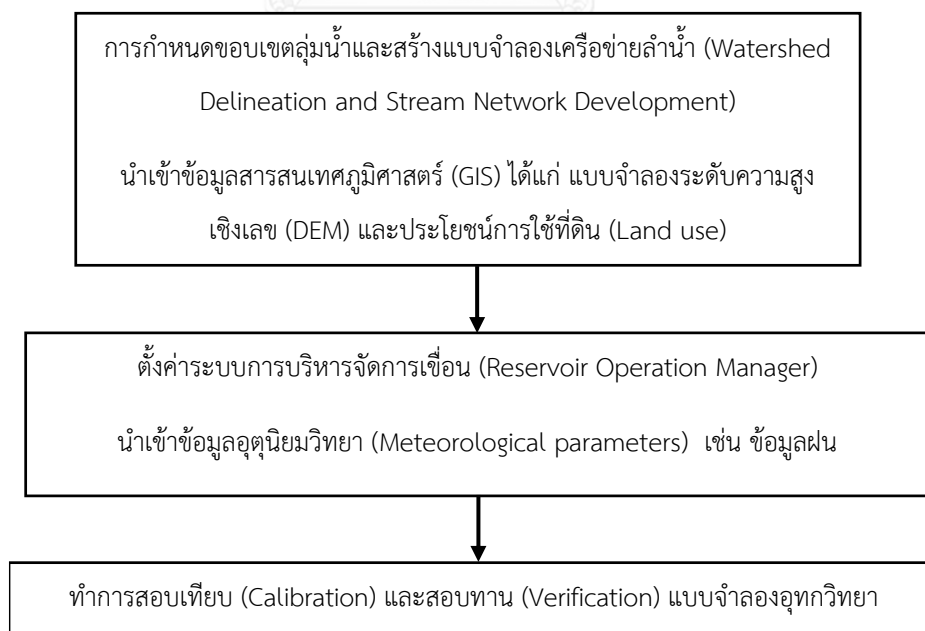 การกำหนดขอบเขตลุ่มน้ำและสร้างแบบจำลองเครือข่ายลำน้ำ (Watershed
Delineation and Stream Network Development)
นำเข้าข้อมูลสารสนเทศภูมิศาสตร์ (GIS) ได้แก่ แบบจำลองระดับความสูง
เชิงเลข (DEM) และประโยชน์การใช้ที่ดิน (Land use)
ตั้งค่าระบบการบริหารจัดการเขื่อน (Reservoir Operation Manager)
นำเข้าข้อมูลอุตุนิยมวิทยา (Meteorological parameters) เช่น ข้อมูลฝน
ทำการสอบเทียบ (Calibration) และสอบทาน (Verification) แบบจำลองอุทกวิทยา